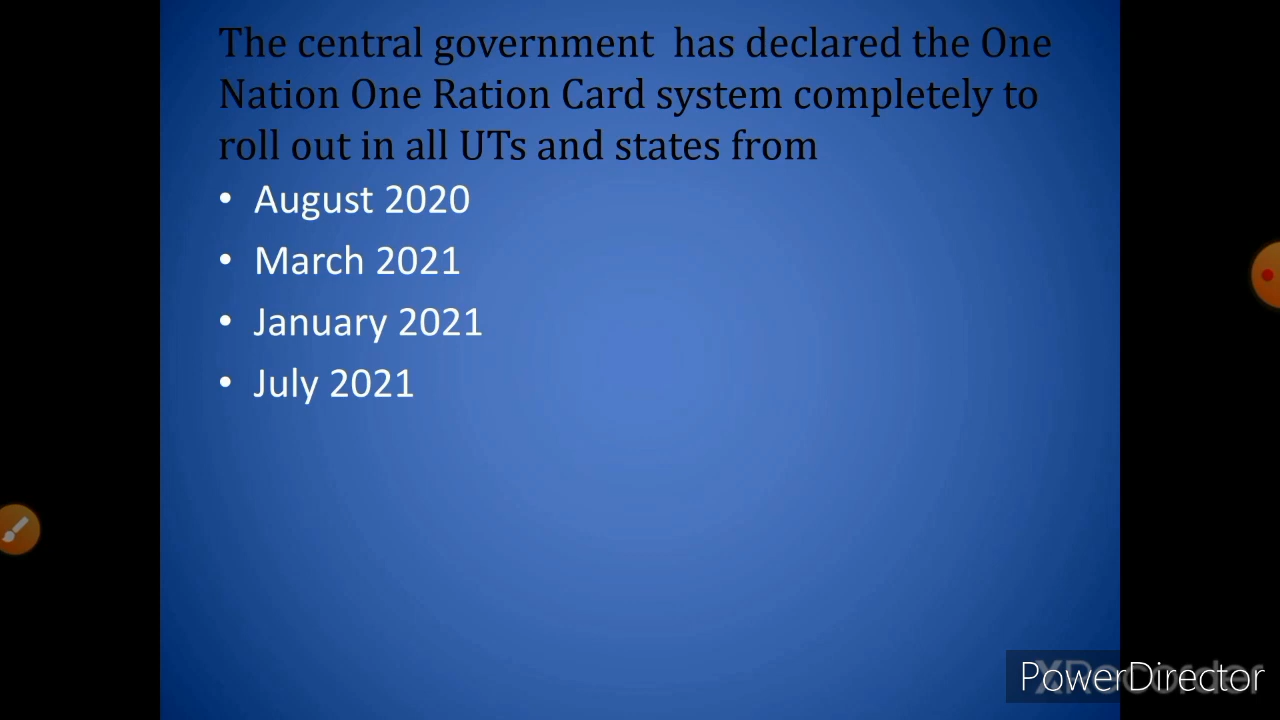 The central government has declared the One
Nation One Ration Card system completely to
roll out in all UTs and states from
• August 2020
• March 2021
• January 2021
• July 2021
XRecorder
PowerDirector